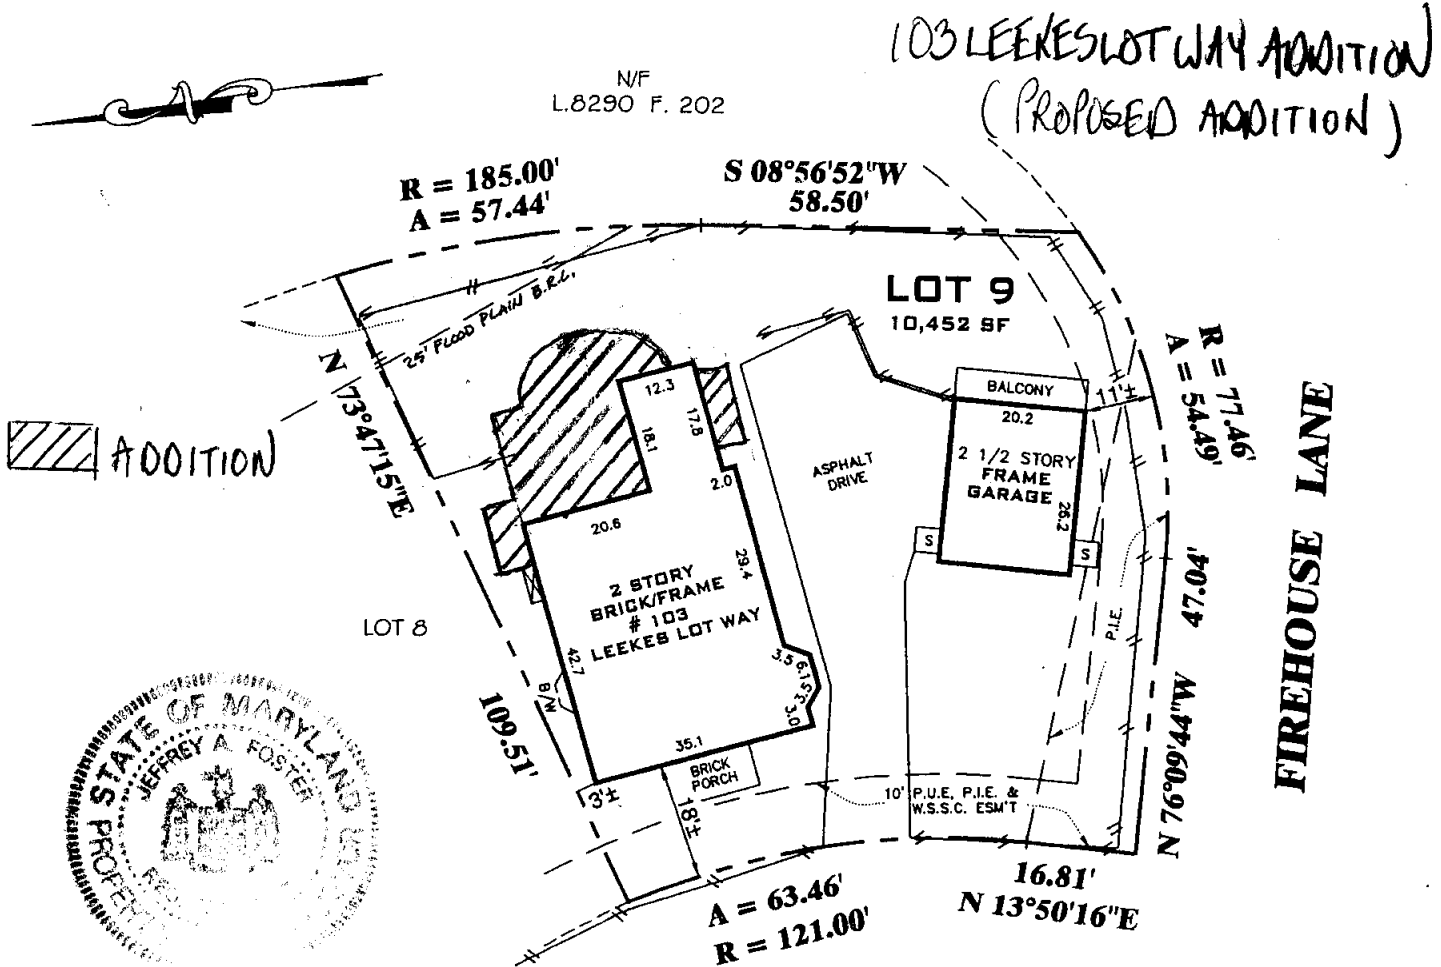 103 LEEKES LOT WAY ADDITION
(PROPOSED ADDITION)
N/F
L.8290 F. 202
R = 185.00'
A = 57.44'
S 08°56'52"W
58.50'
LOT 9
10,452 SF
25' FLOOD PLAIN B.R.L.
R = 77.46'
A = 54.49'
11'±
BALCONY
20.2
2 1/2 STORY
FRAME
GARAGE
26.2
S
S
ASPHALT
DRIVE
12.3
17.8
18.1
2.0
20.6
29.4
N 73°47'15"E
109.51'
ADDITION
2 STORY
BRICK/FRAME
# 103
LEEKES LOT WAY
42.7
B/W
3.5
6.1
3.5
3.0
35.1
BRICK
PORCH
3'±
18'±
LOT 8
P.I.E.
10' P.U.E, P.I.E. &
W.S.S.C. ESM'T
N 76°09'44"W 47.04'
FIREHOUSE LANE
16.81'
N 13°50'16"E
A = 63.46'
R = 121.00'
STATE OF MARYLAND
JEFFREY A. FOSTER